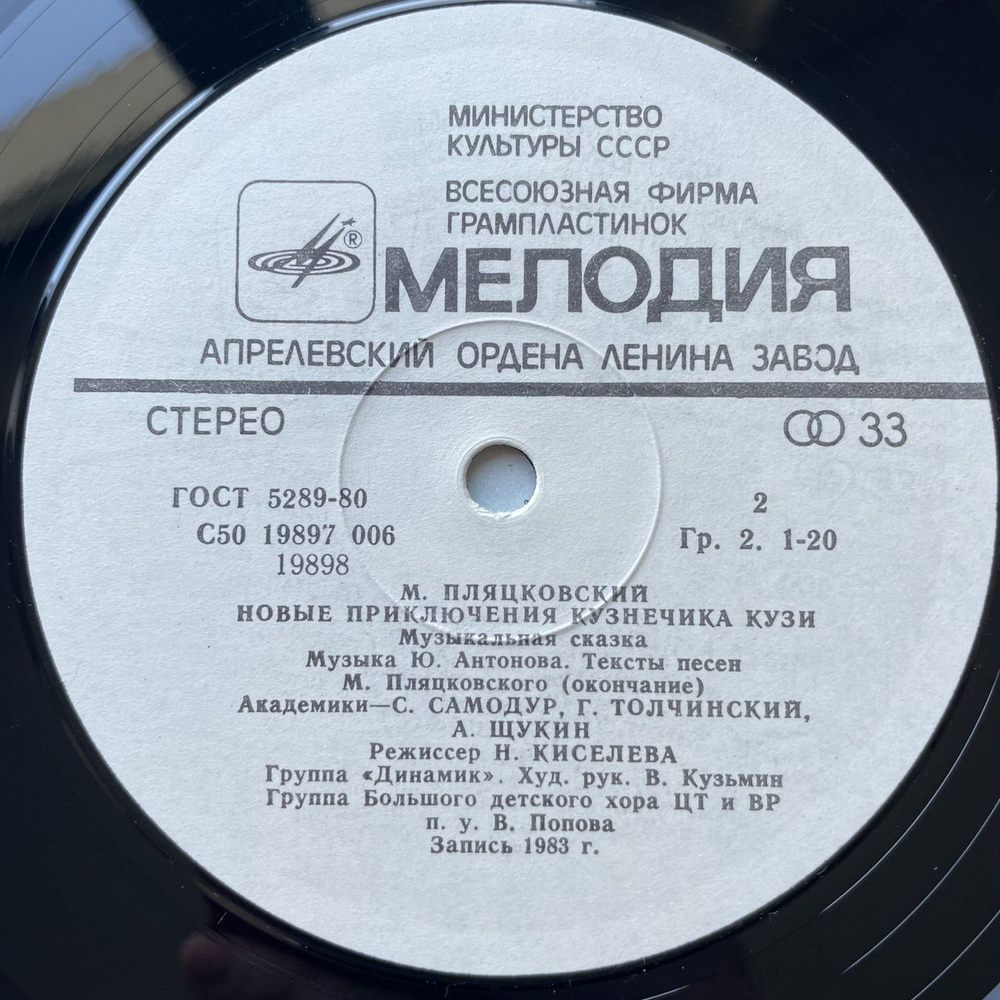 МИНИСТЕРСТВО
КУЛЬТУРЫ СССР
ВСЕСОЮЗНАЯ ФИРМА
ГРАМПЛАСТИНОК
®
МЕЛОДИЯ
АПРЕЛЕВСКИЙ ОРДЕНА ЛЕНИНА ЗАВОД
СТЕРЕО
33
ГОСТ 5289-80
2
С50 19897 006
Гр. 2. 1-20
19898
М. ПЛЯЦКОВСКИЙ
НОВЫЕ ПРИКЛЮЧЕНИЯ КУЗНЕЧИКА КУЗИ
Музыкальная сказка
Музыка Ю. Антонова. Тексты песен
М. Пляцковского (окончание)
Академики—С. САМОДУР, Г. ТОЛЧИНСКИЙ,
А. ЩУКИН
Режиссер Н. КИСЕЛЕВА
Группа «Динамик». Худ. рук. В. Кузьмин
Группа Большого детского хора ЦТ и ВР
п. у. В. Попова
Запись 1983 г.